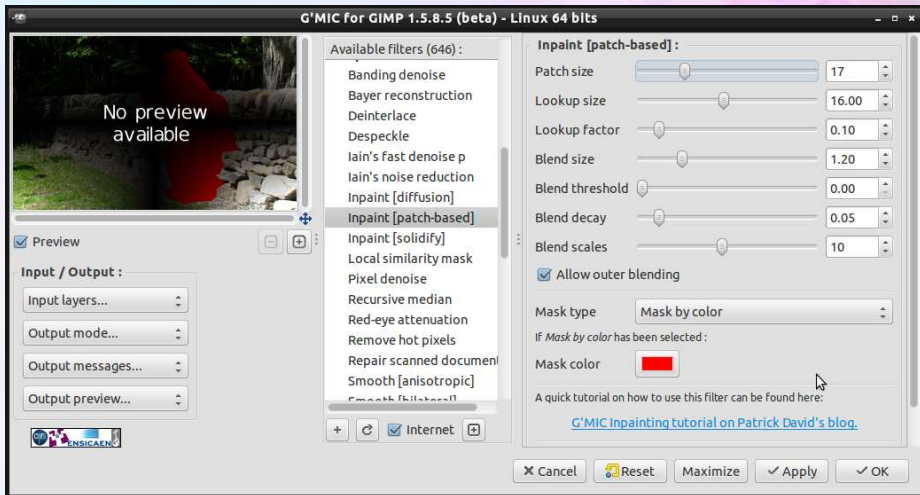 G'MIC for GIMP 1.5.8.5 (beta) - Linux 64 bits
No preview
available
Preview
Input / Output :
Input layers...
Output mode...
Output messages...
Output preview...
ENSICAEN
Available filters (646) :
Banding denoise
Bayer reconstruction
Deinterlace
Despeckle
Iain's fast denoise p
Iain's noise reduction
Inpaint [diffusion]
Inpaint [patch-based]
Inpaint [solidify]
Local similarity mask
Pixel denoise
Recursive median
Red-eye attenuation
Remove hot pixels
Repair scanned documen
Smooth [anisotropic]
Smooth [bilateral]
Internet
Inpaint [patch-based] :
Patch size 17
Lookup size 16.00
Lookup factor 0.10
Blend size 1.20
Blend threshold 0.00
Blend decay 0.05
Blend scales 10
Allow outer blending
Mask type Mask by color
If Mask by color has been selected :
Mask color
A quick tutorial on how to use this filter can be found here:
G'MIC Inpainting tutorial on Patrick David's blog.
Cancel Reset Maximize Apply OK